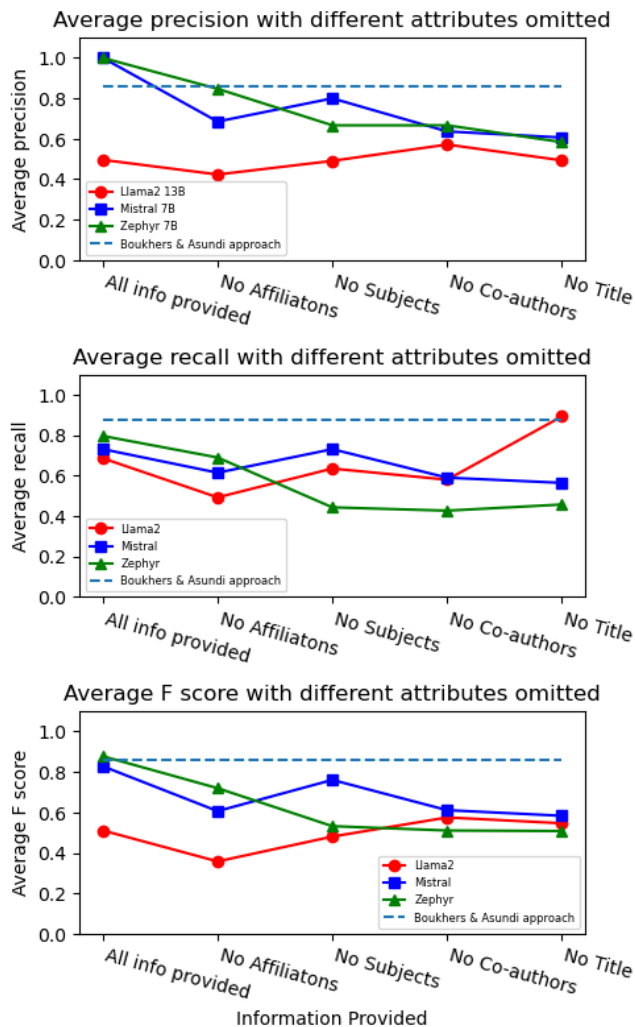 Average precision with different attributes omitted
Average precision
1.0
0.8
0.6
0.4
0.2
0.0
Llama2 13B
Mistral 7B
Zephyr 7B
Boukhers & Asundi approach
All info provided
No Affiliatons
No Subjects
No Co-authors
No Title
Average recall with different attributes omitted
Average recall
1.0
0.8
0.6
0.4
0.2
0.0
Llama2
Mistral
Zephyr
Boukhers & Asundi approach
All info provided
No Affiliatons
No Subjects
No Co-authors
No Title
Average F score with different attributes omitted
Average F score
1.0
0.8
0.6
0.4
0.2
0.0
Llama2
Mistral
Zephyr
Boukhers & Asundi approach
All info provided
No Affiliatons
No Subjects
No Co-authors
No Title
Information Provided